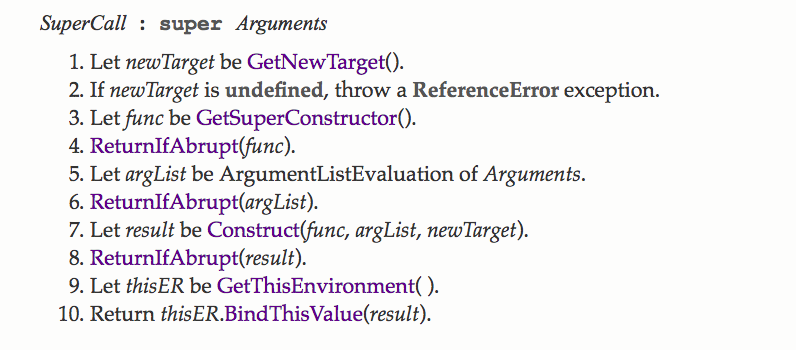 SuperCall : super Arguments
1. Let newTarget be GetNewTarget().
2. If newTarget is undefined, throw a ReferenceError exception.
3. Let func be GetSuperConstructor().
4. ReturnIfAbrupt(func).
5. Let argList be ArgumentListEvaluation of Arguments.
6. ReturnIfAbrupt(argList).
7. Let result be Construct(func, argList, newTarget).
8. ReturnIfAbrupt(result).
9. Let thisER be GetThisEnvironment( ).
10. Return thisER.BindThisValue(result).